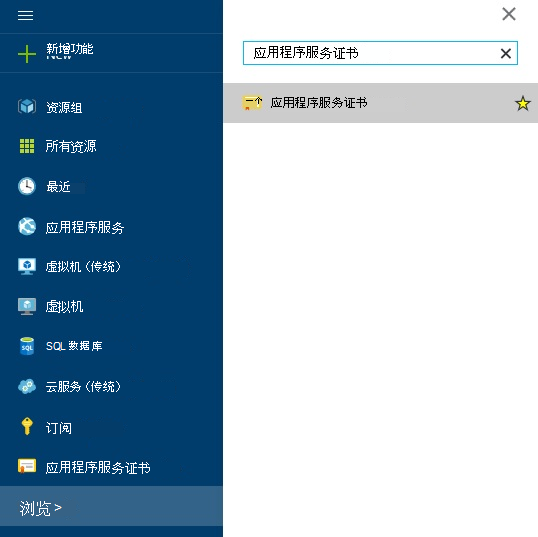 新增功能
资源组
所有资源
最近
应用程序服务
虚拟机（传统）
虚拟机
SQL 数据库
云服务（传统）
订阅
应用程序服务证书
浏览 >
应用程序服务证书
一个 应用程序服务证书